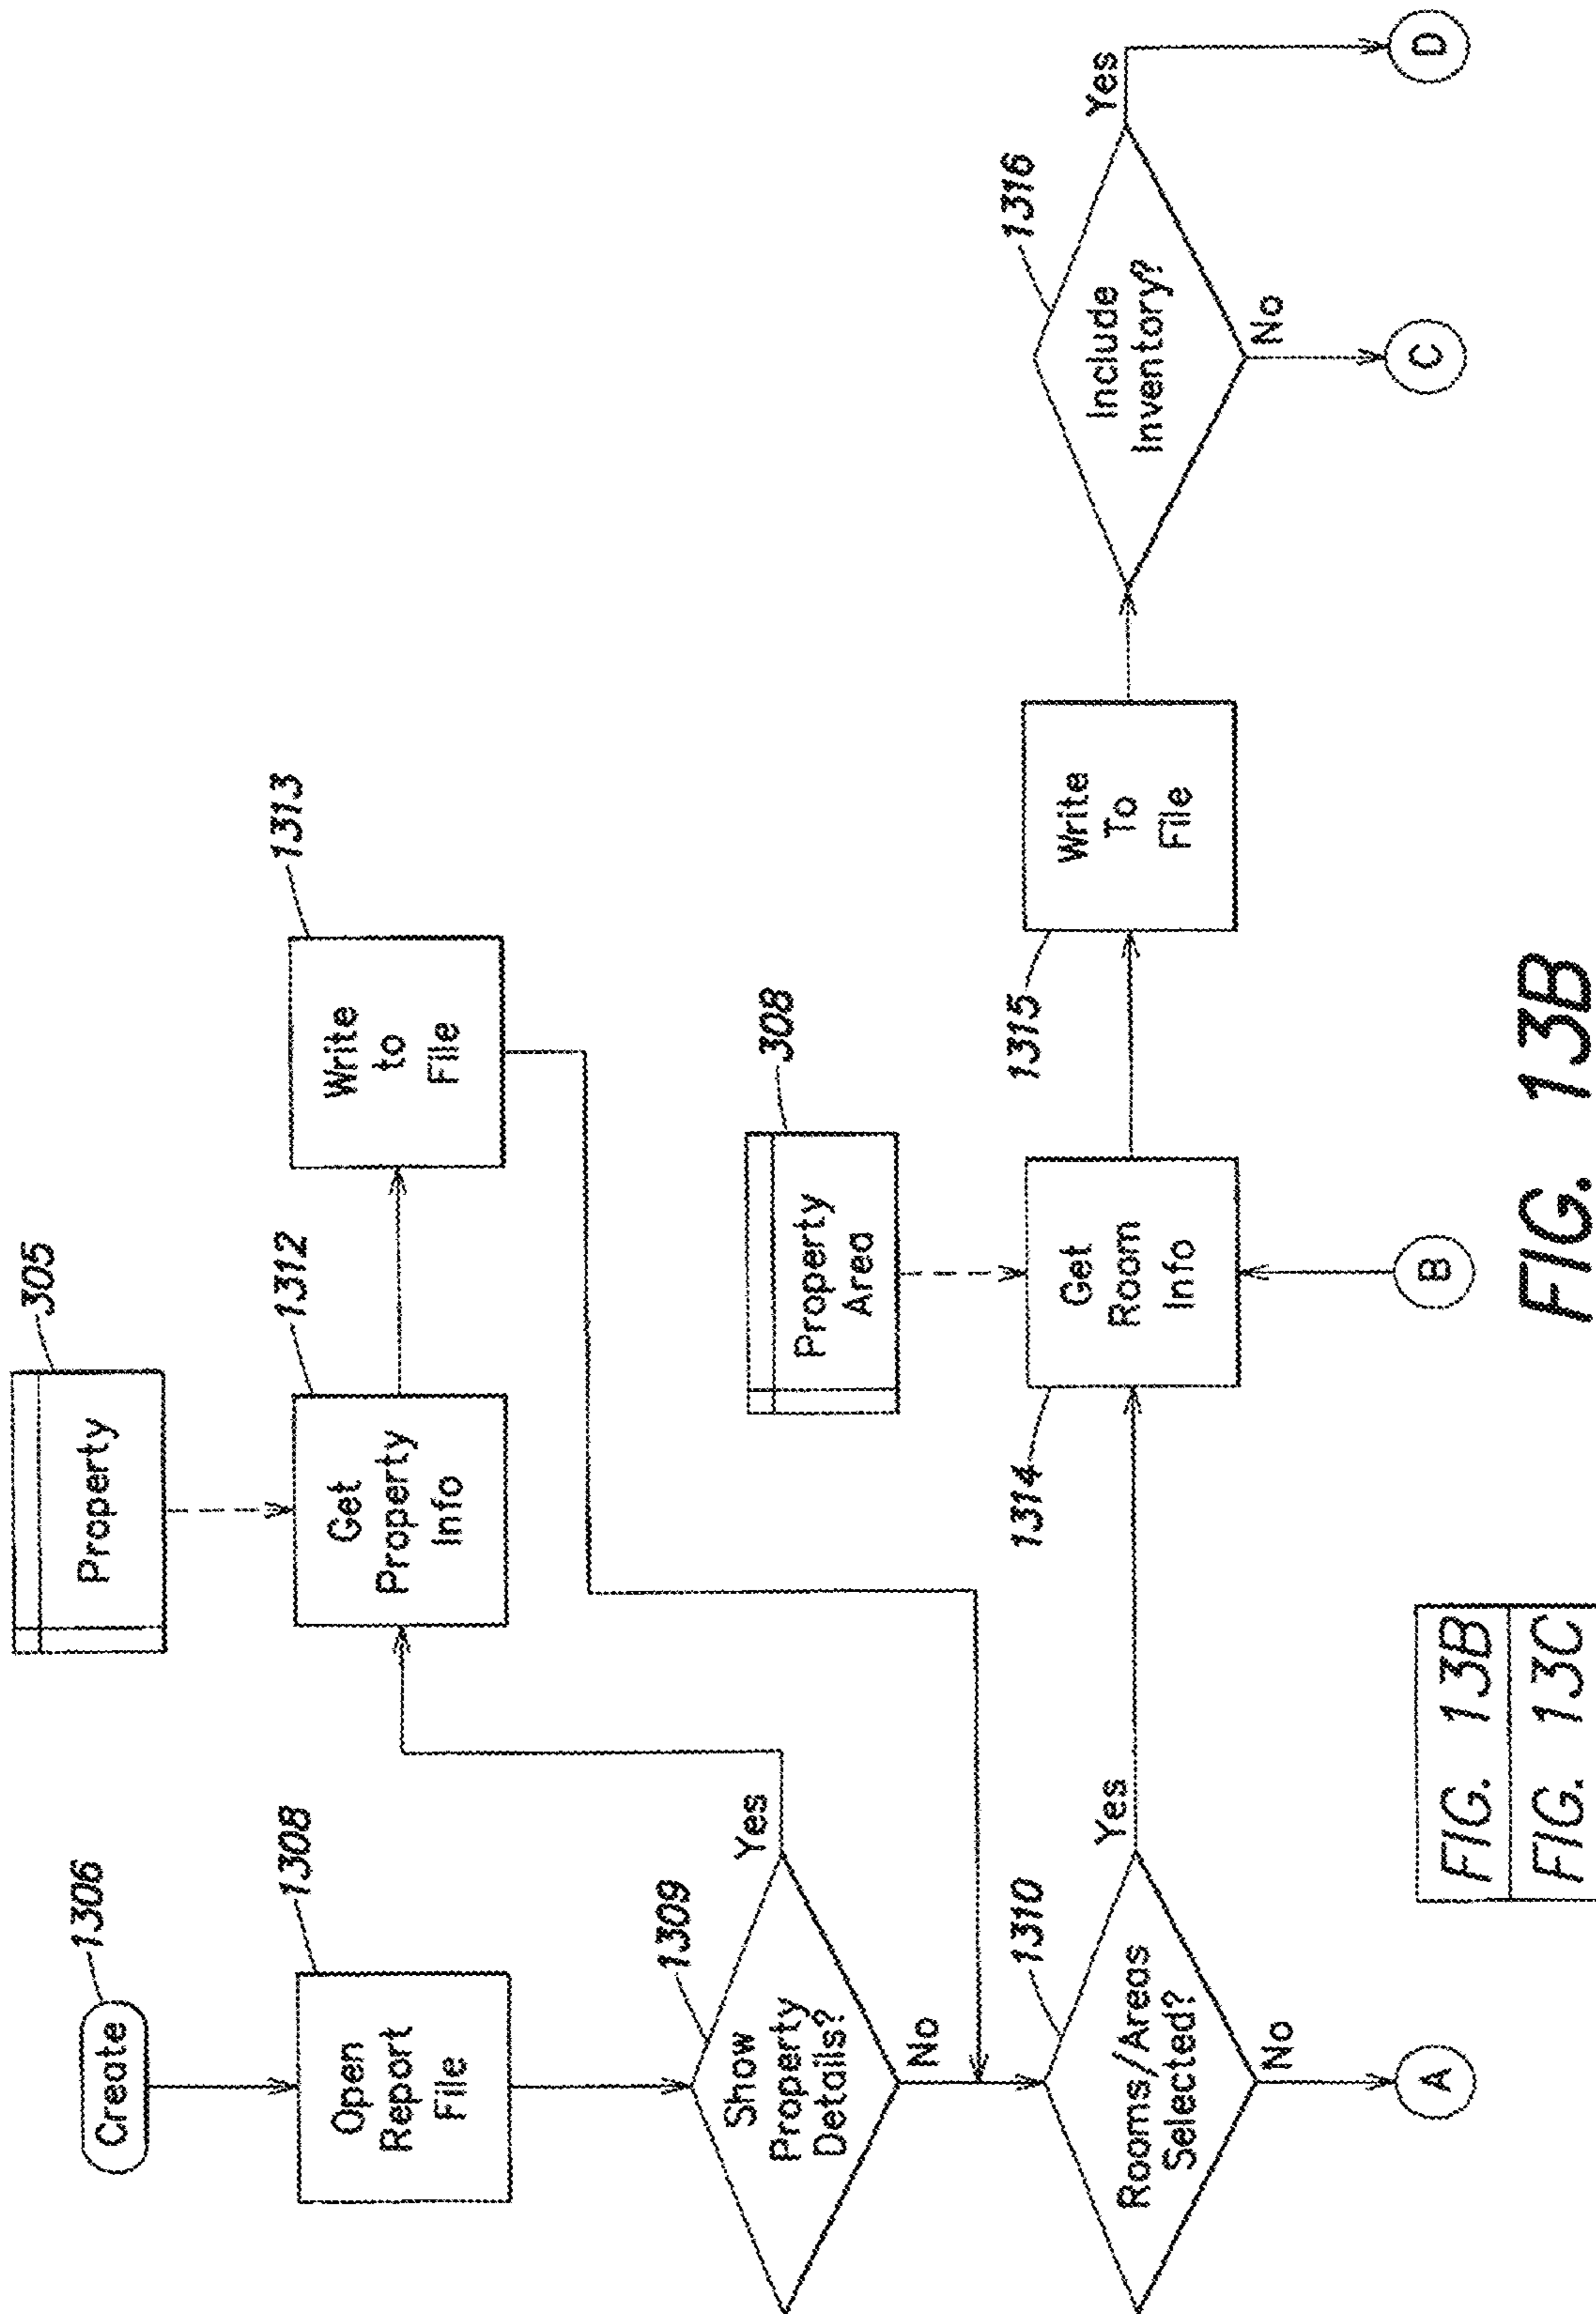 1306
Create
1308
Open
Report
File
1309
Show
Property
Details?
Yes
No
305
Property
1312
Get
Property
Info
1313
Write
to
File
1310
Rooms/Areas
Selected?
Yes
No
A
308
Property
Area
1314
Get
Room
Info
B
1315
Write
To
File
1316
Include
Inventory?
Yes
No
C
D
FIG. 13B
FIG. 13C
FIG. 13B